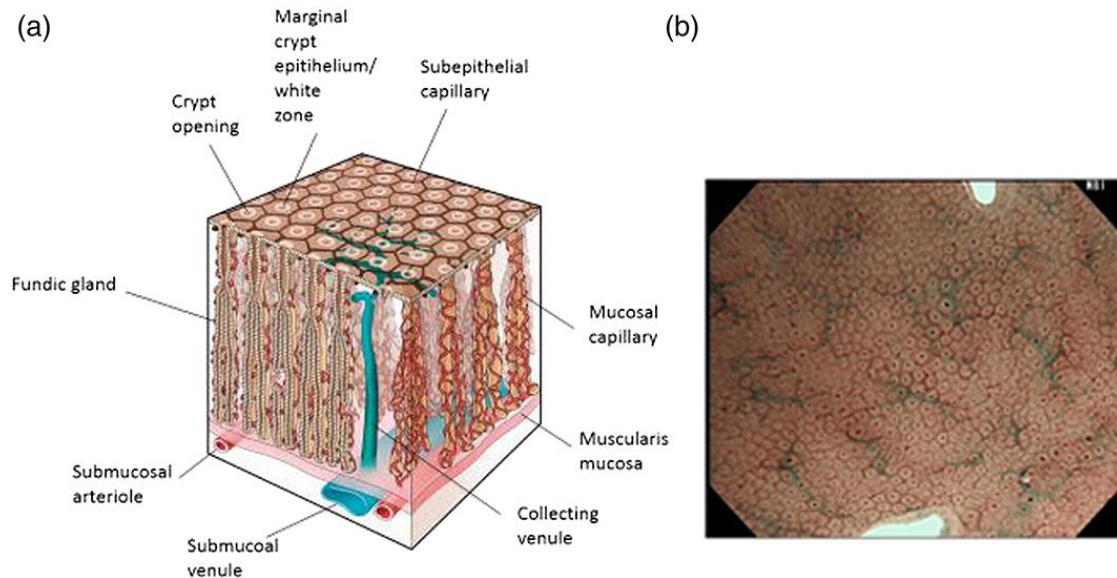 (a)
(b)
Marginal
crypt
epitihelium/
white
zone
Subepithelial
capillary
Crypt
opening
Fundic gland
Mucosal
capillary
Muscularis
mucosa
Submucosal
arteriole
Collecting
venule
Submucoal
venule